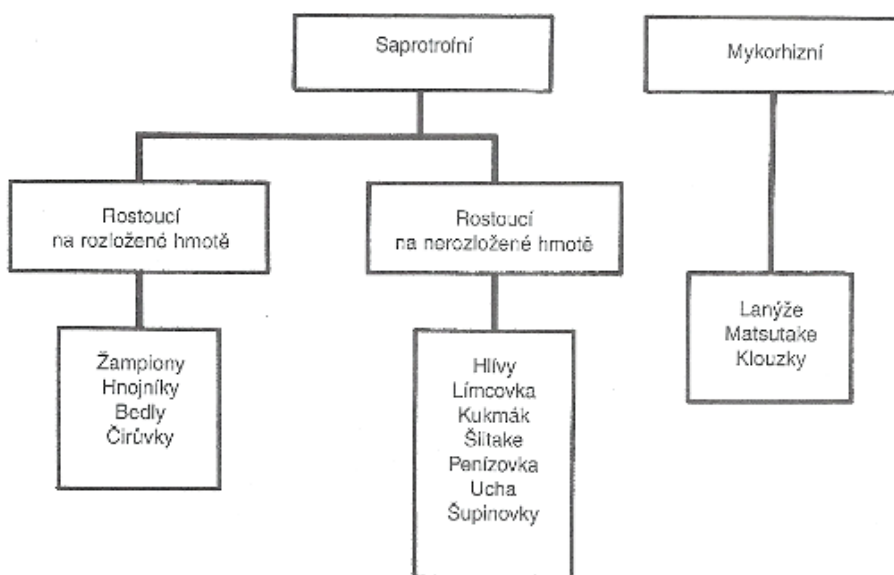 Saprotroíní
Mykorhizní
Rostoucí
na rozložené hmotě
Rostoucí
na nerozložené hmotě
Žampiony
Hnojníky
Bedly
Čirůvky
Hlívy
Límcovka
Kukmák
Šiitake
Penízovka
Ucha
Šupinovky
Lanýže
Matsutake
Klouzky